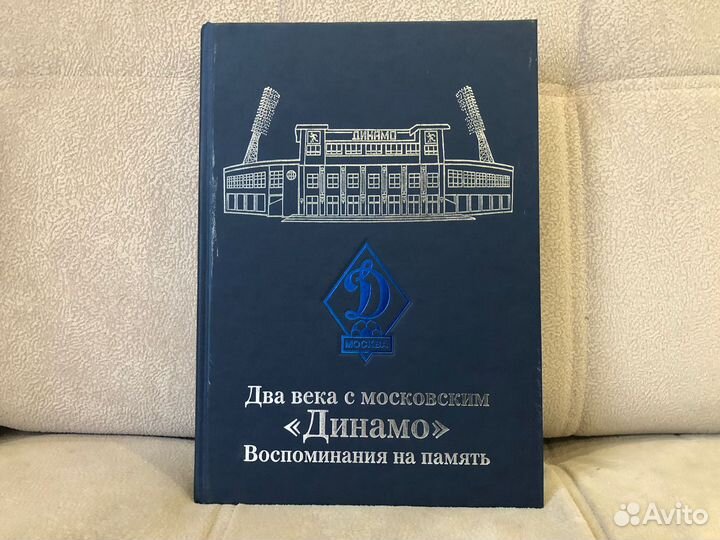 ДИНАМО
Д
МОСКВА
Два века с московским
«Динамо»
Воспоминания на память
Avito